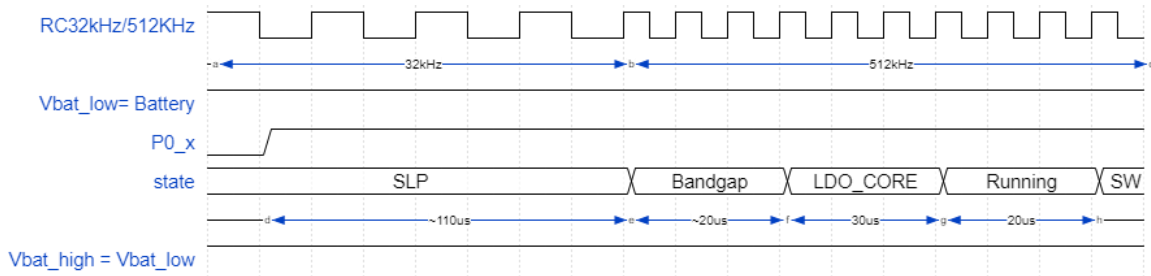 RC32kHz/512KHz
a 32kHz b 512kHz c
Vbat_low= Battery
P0_x
state SLP Bandgap LDO_CORE Running SW
d ~110us e ~20us f 30us g 20us h
Vbat_high = Vbat_low